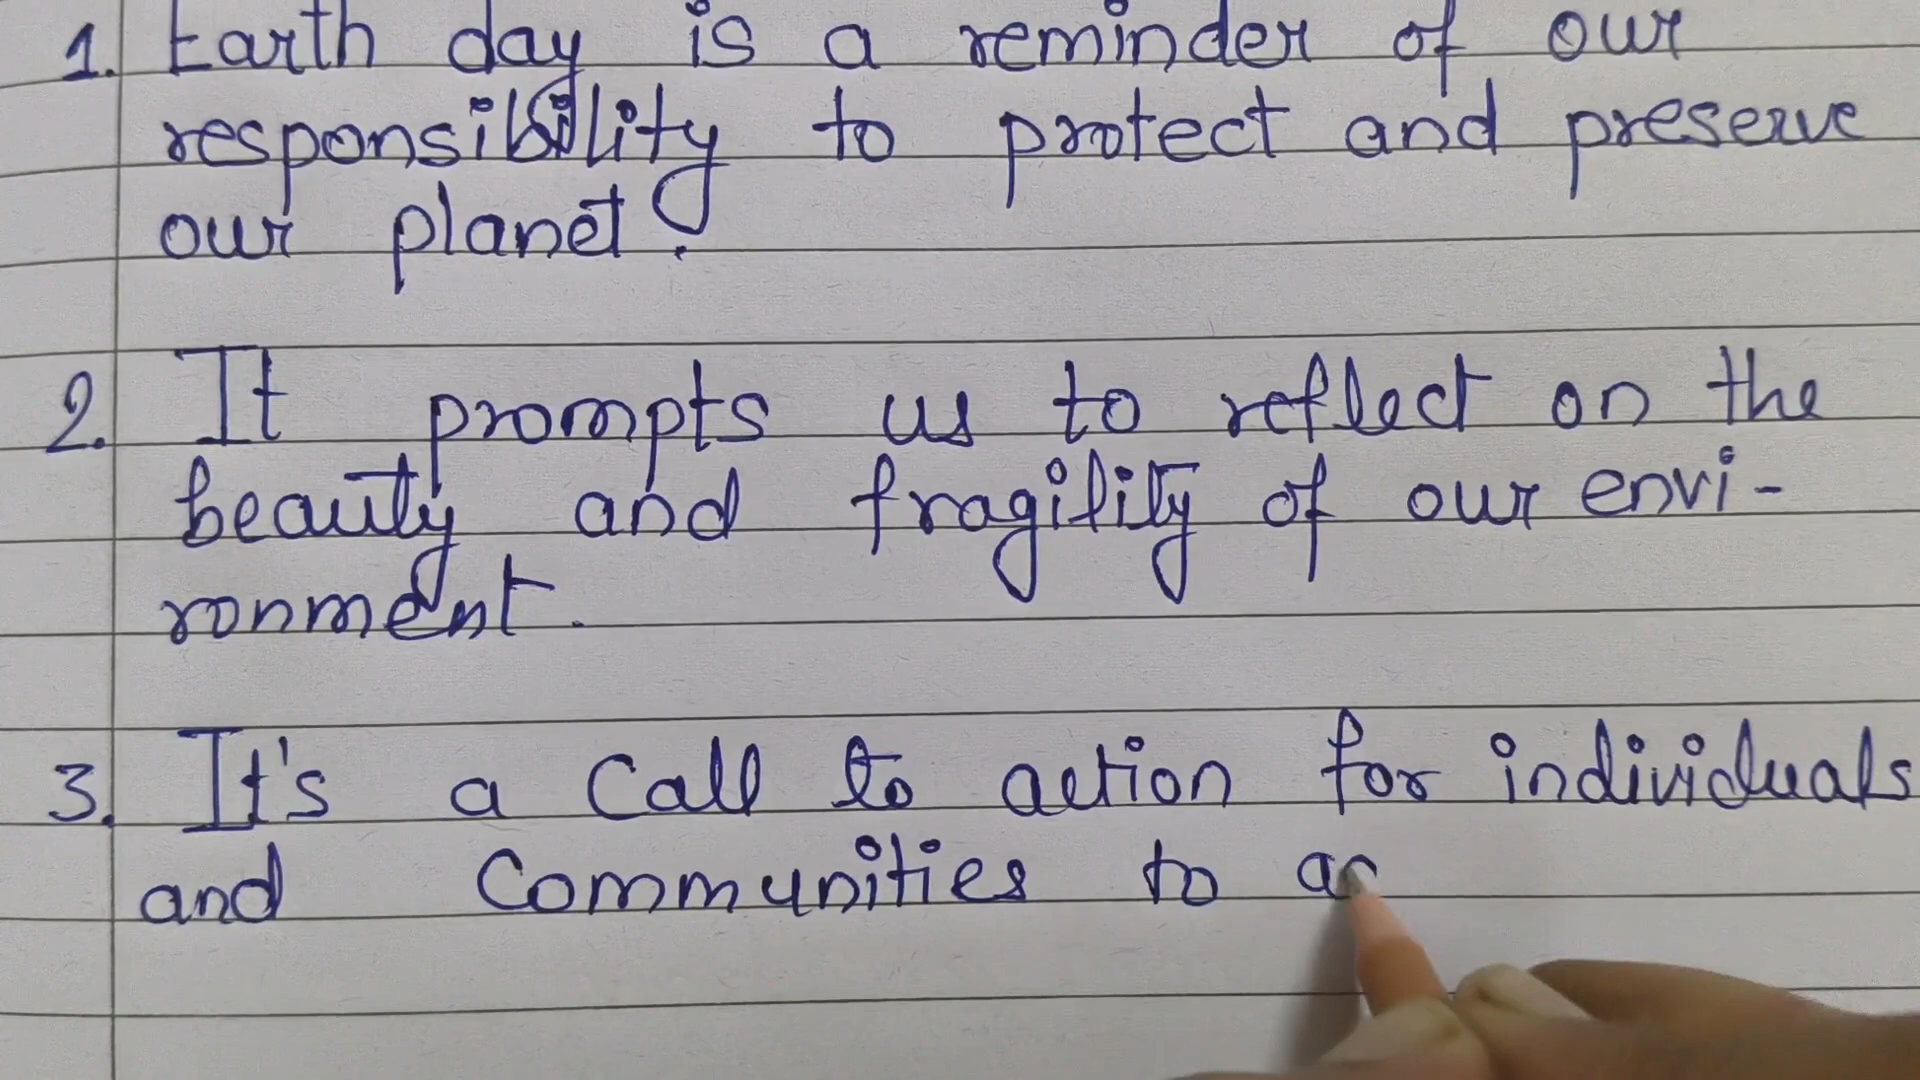 1. Earth day is a reminder of our
responsibility to protect and preserve
our planet.
2. It prompts us to reflect on the
beauty and fragility of our envi-
ronment.
3. It's a Call to action for individuals
and Communities to